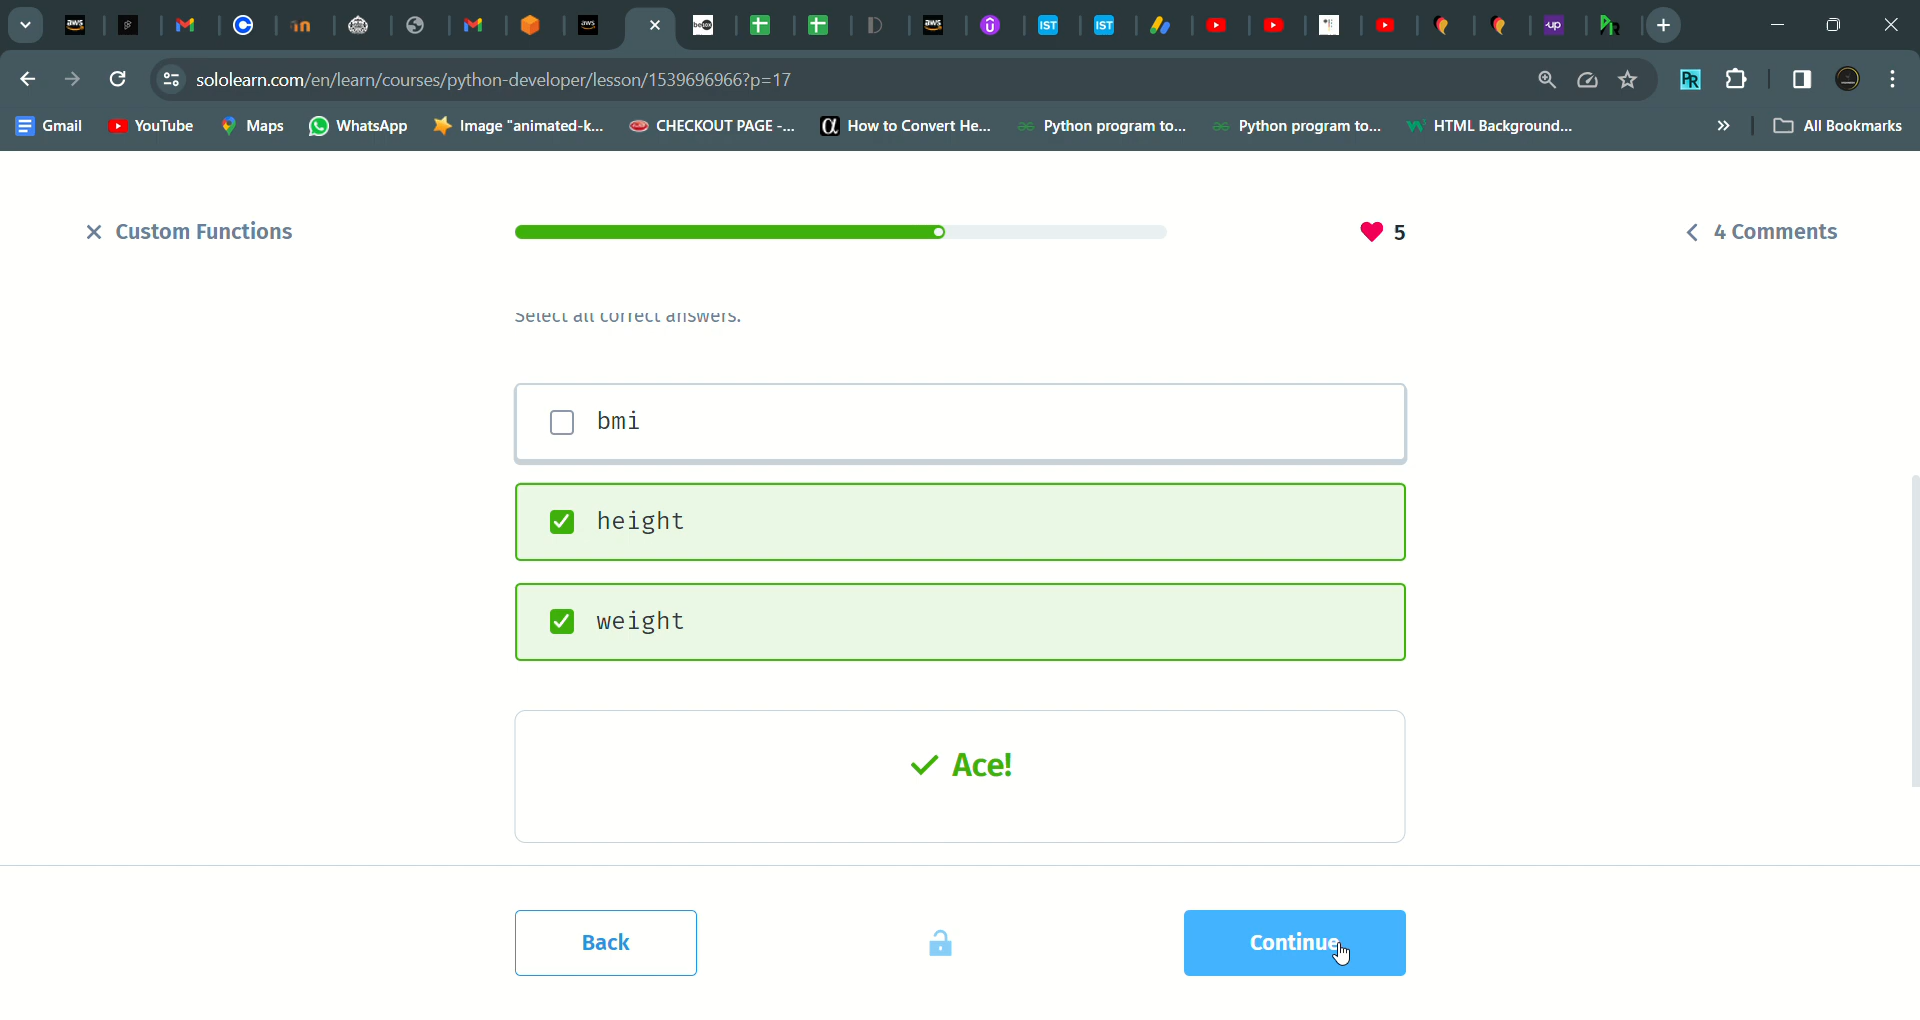 sololearn.com/en/learn/courses/python-developer/lesson/1539696966?p=17
Gmail YouTube Maps WhatsApp Image "animated-k... CHECKOUT PAGE -... How to Convert He... Python program to... Python program to... HTML Background... All Bookmarks
Custom Functions 5 4 Comments
Select all correct answers.
bmi
height
weight
Ace!
Back Continue